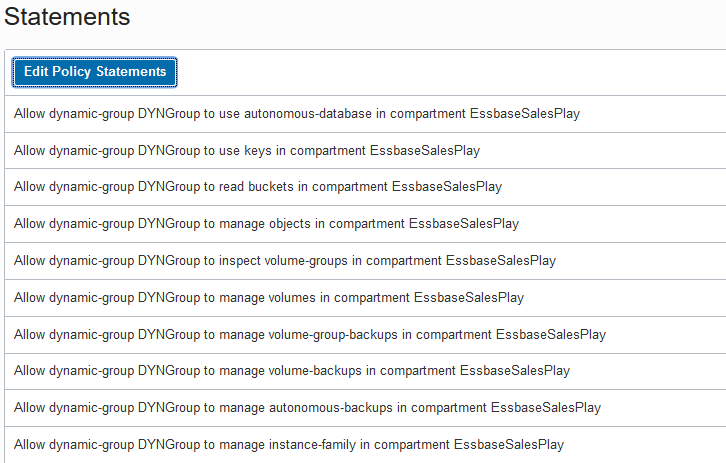 Statements
Edit Policy Statements
Allow dynamic-group DYNGroup to use autonomous-database in compartment EssbaseSalesPlay
Allow dynamic-group DYNGroup to use keys in compartment EssbaseSalesPlay
Allow dynamic-group DYNGroup to read buckets in compartment EssbaseSalesPlay
Allow dynamic-group DYNGroup to manage objects in compartment EssbaseSalesPlay
Allow dynamic-group DYNGroup to inspect volume-groups in compartment EssbaseSalesPlay
Allow dynamic-group DYNGroup to manage volumes in compartment EssbaseSalesPlay
Allow dynamic-group DYNGroup to manage volume-group-backups in compartment EssbaseSalesPlay
Allow dynamic-group DYNGroup to manage volume-backups in compartment EssbaseSalesPlay
Allow dynamic-group DYNGroup to manage autonomous-backups in compartment EssbaseSalesPlay
Allow dynamic-group DYNGroup to manage instance-family in compartment EssbaseSalesPlay